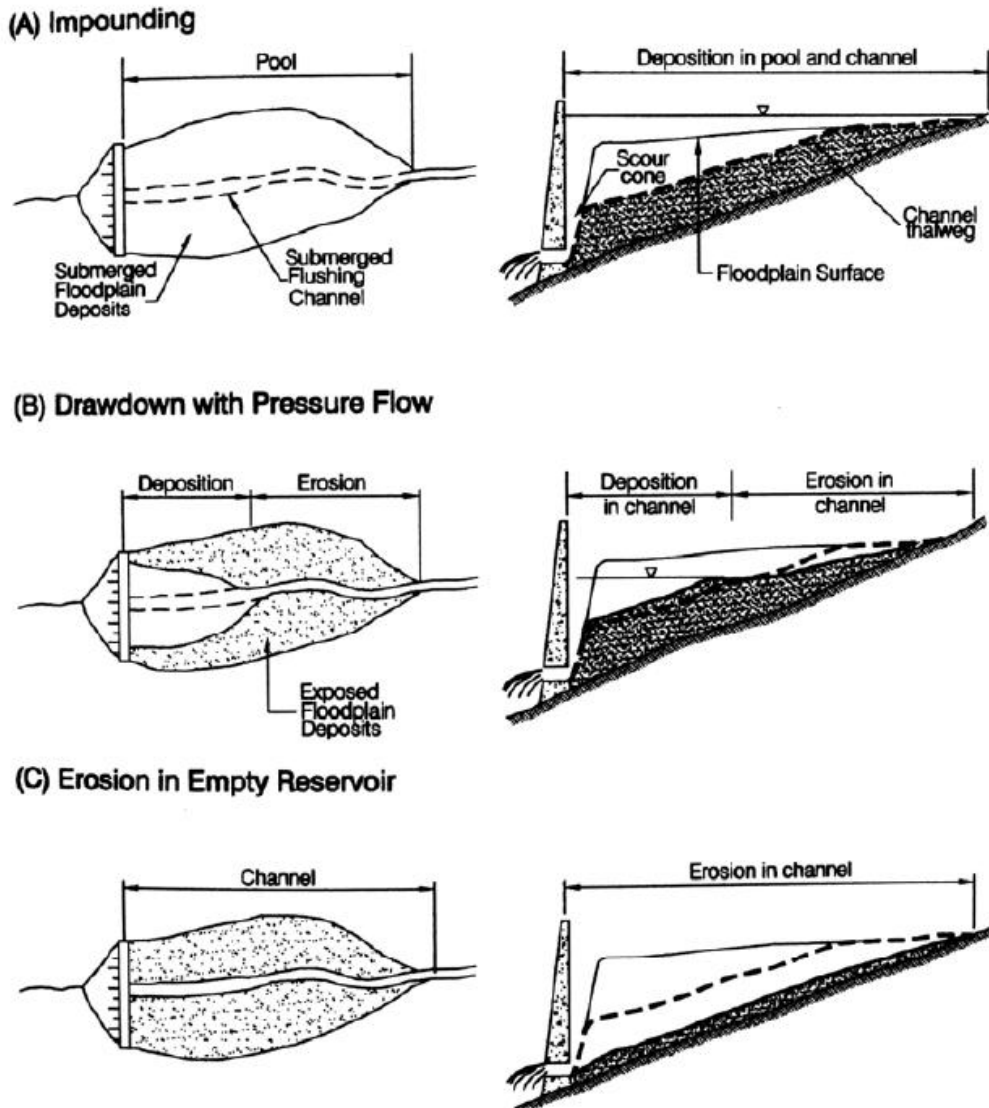 (A) Impounding
Pool
Submerged
Floodplain
Deposits
Submerged
Flushing
Channel
Deposition in pool and channel
Scour
cone
Channel
thalweg
Floodplain Surface
(B) Drawdown with Pressure Flow
Deposition
Erosion
Exposed
Floodplain
Deposits
Deposition
in channel
Erosion in
channel
(C) Erosion in Empty Reservoir
Channel
Erosion in channel